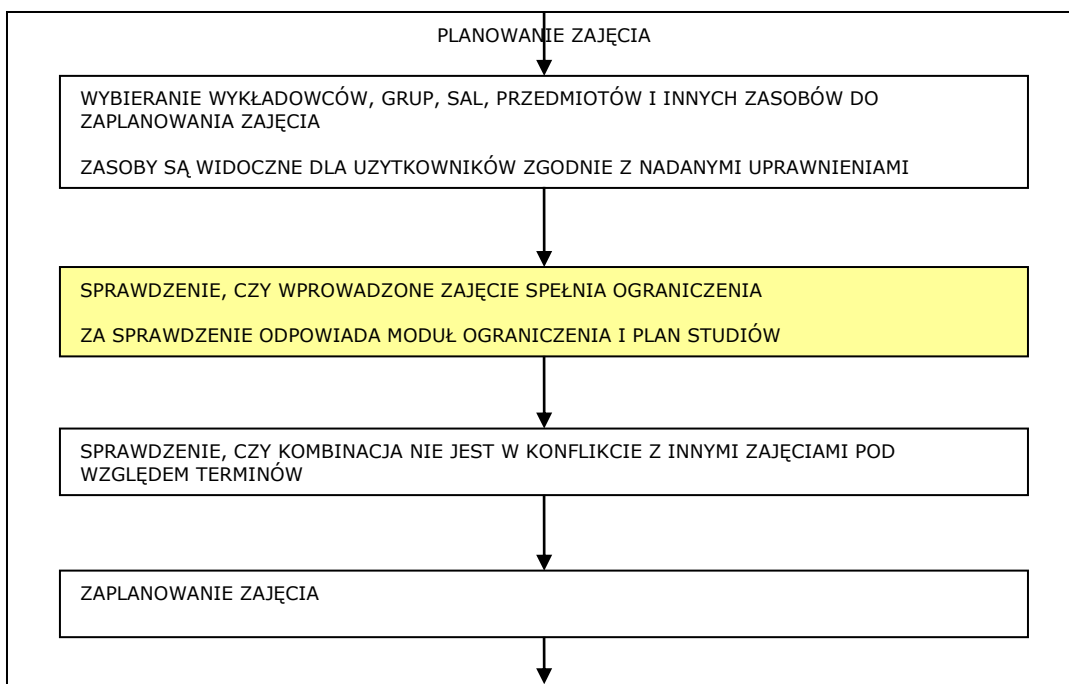 PLANOWANIE ZAJĘCIA
WYBIERANIE WYKŁADOWCÓW, GRUP, SAL, PRZEDMIOTÓW I INNYCH ZASOBÓW DO
ZAPLANOWANIA ZAJĘCIA
ZASOBY SĄ WIDOCZNE DLA UZYTKOWNIKÓW ZGODNIE Z NADANYMI UPRAWNIENIAMI
SPRAWDZENIE, CZY WPROWADZONE ZAJĘCIE SPEŁNIA OGRANICZENIA
ZA SPRAWDZENIE ODPOWIADA MODUŁ OGRANICZENIA I PLAN STUDIÓW
SPRAWDZENIE, CZY KOMBINACJA NIE JEST W KONFLIKCIE Z INNYMI ZAJĘCIAMI POD
WZGLĘDEM TERMINÓW
ZAPLANOWANIE ZAJĘCIA